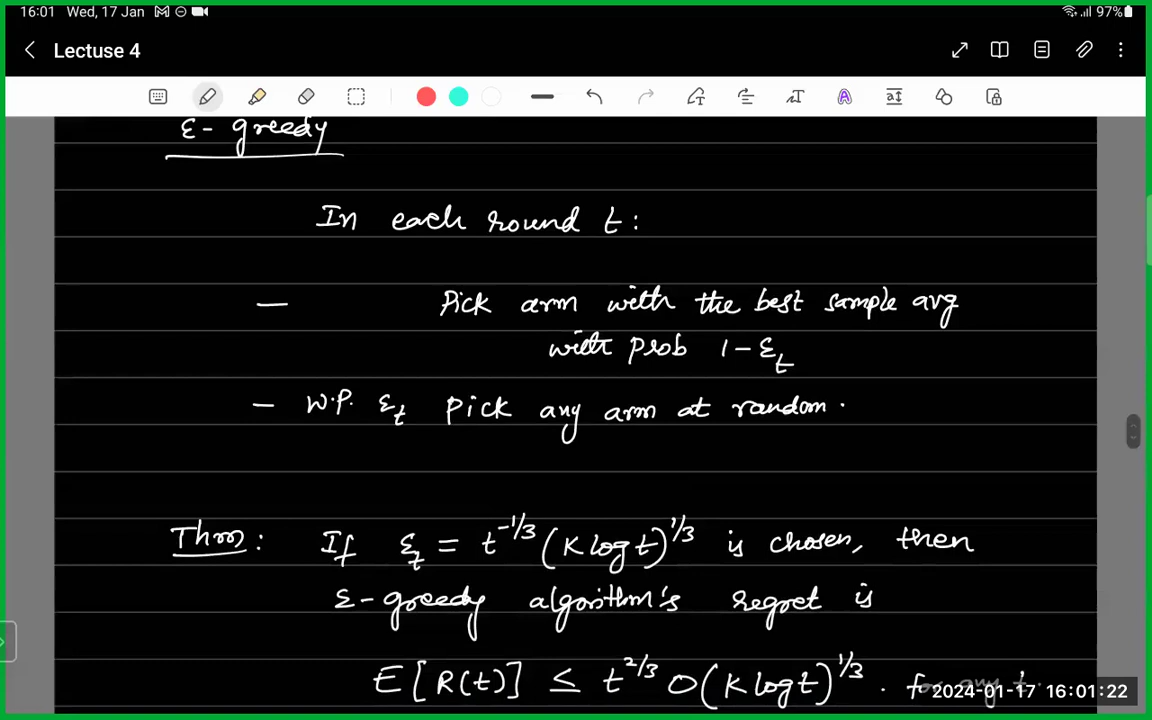 16:01 Wed, 17 Jan
97%
Lectuse 4
ε- greedy
In each round t:
— Pick arm with the best sample avg
with prob 1-ε_t
— W.P. ε_t pick any arm at random.
Thm: If ε_t = t^{-1/3} (K log t)^{1/3} is chosen, then
ε-greedy algorithm's regret is
E[R(t)] ≤ t^{2/3} O(K log t)^{1/3}. for any t.
2024-01-17 16:01:22